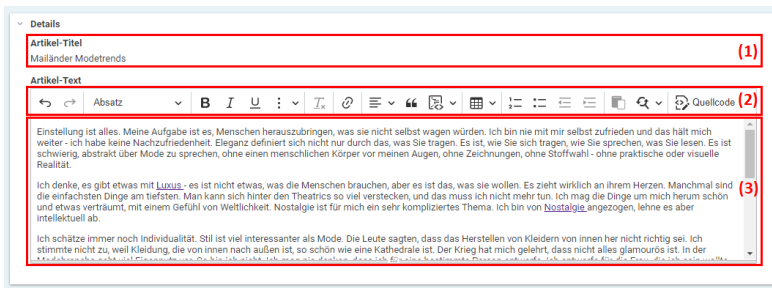 Details
Artikel-Titel
Mailänder Modetrends
(1)
Artikel-Text
Absatz B I U Tx Quellcode (2)
Einstellung ist alles. Meine Aufgabe ist es, Menschen herauszubringen, was sie nicht selbst wagen würden. Ich bin nie mit mir selbst zufrieden und das hält mich
weiter - ich habe keine Nachzufriedenheit. Eleganz definiert sich nicht nur durch das, was Sie tragen. Es ist, wie Sie sich tragen, wie Sie sprechen, was Sie lesen. Es ist
schwierig, abstrakt über Mode zu sprechen, ohne einen menschlichen Körper vor meinen Augen, ohne Zeichnungen, ohne Stoffwahl - ohne praktische oder visuelle
Realität.
Ich denke, es gibt etwas mit Luxus - es ist nicht etwas, was die Menschen brauchen, aber es ist das, was sie wollen. Es zieht wirklich an ihrem Herzen. Manchmal sind
die einfachsten Dinge am tiefsten. Man kann sich hinter den Theatrics so viel verstecken, und das muss ich nicht mehr tun. Ich mag die Dinge um mich herum schön
(3)
und etwas verträumt, mit einem Gefühl von Weltlichkeit. Nostalgie ist für mich ein sehr kompliziertes Thema. Ich bin von Nostalgie angezogen, lehne es aber
intellektuell ab.
Ich schätze immer noch Individualität. Stil ist viel interessanter als Mode. Die Leute sagten, dass das Herstellen von Kleidern von innen her nicht richtig sei. Ich
stimmte nicht zu, weil Kleidung, die von innen nach außen ist, so schön wie eine Kathedrale ist. Der Krieg hat mich gelehrt, dass nicht alles glamourös ist. In der